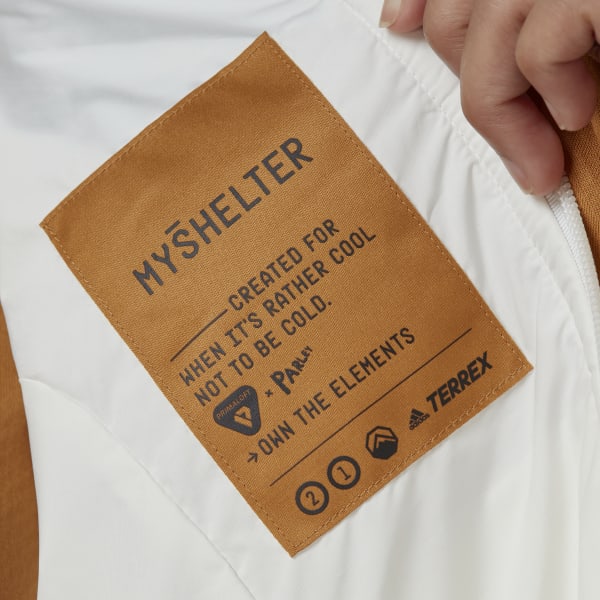 MYSHELTER
CREATED FOR
WHEN IT'S RATHER COOL
NOT TO BE COLD.
PRIMALOFT × PARLEY
→OWN THE ELEMENTS
2 1 adidas TERREX